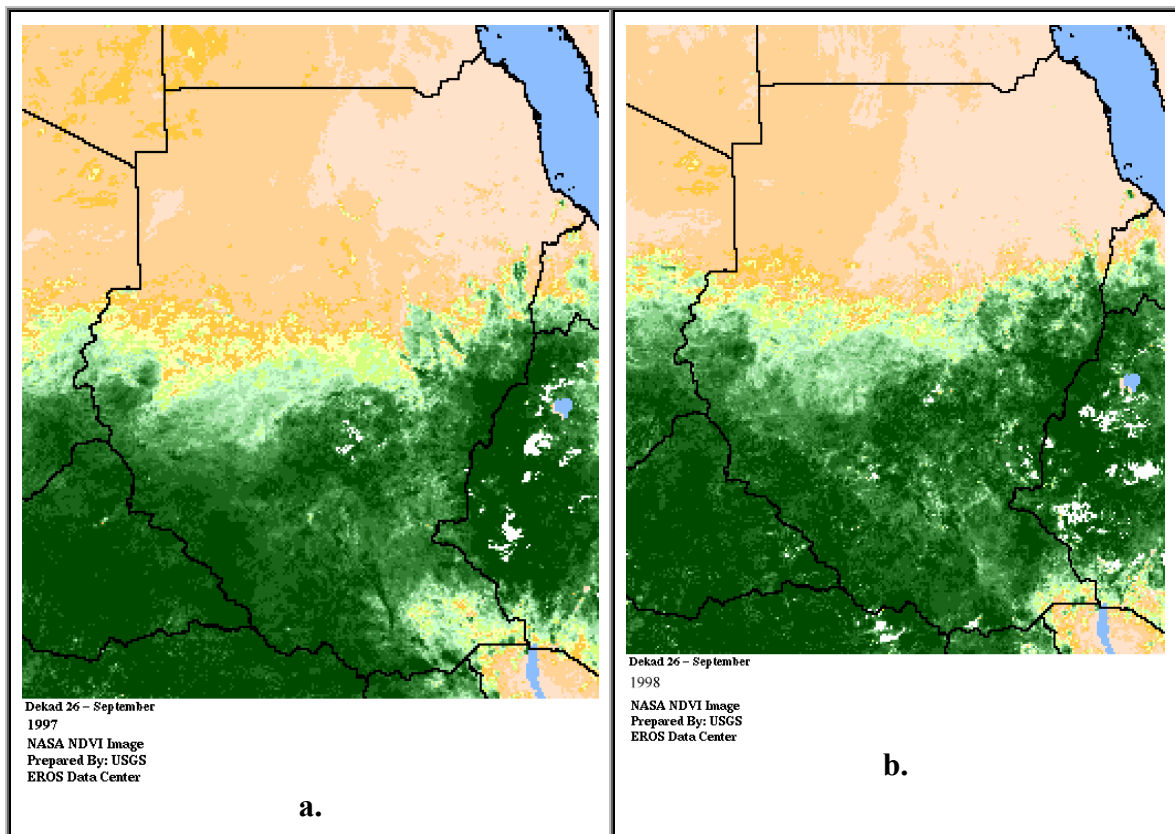 Dekad 26 – September
1997
NASA NDVI Image
Prepared By: USGS
EROS Data Center
a.
Dekad 26 – September
1998
NASA NDVI Image
Prepared By: USGS
EROS Data Center
b.